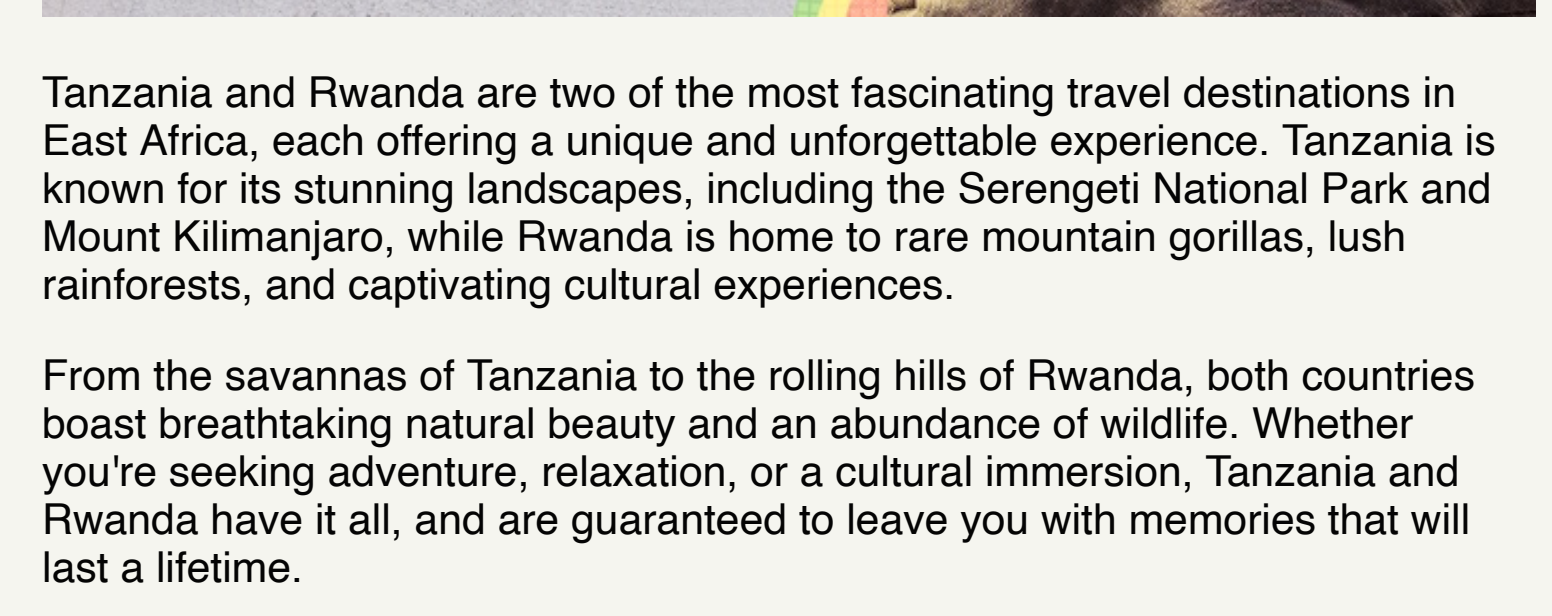 Tanzania and Rwanda are two of the most fascinating travel destinations in
East Africa, each offering a unique and unforgettable experience. Tanzania is
known for its stunning landscapes, including the Serengeti National Park and
Mount Kilimanjaro, while Rwanda is home to rare mountain gorillas, lush
rainforests, and captivating cultural experiences.
From the savannas of Tanzania to the rolling hills of Rwanda, both countries
boast breathtaking natural beauty and an abundance of wildlife. Whether
you're seeking adventure, relaxation, or a cultural immersion, Tanzania and
Rwanda have it all, and are guaranteed to leave you with memories that will
last a lifetime.